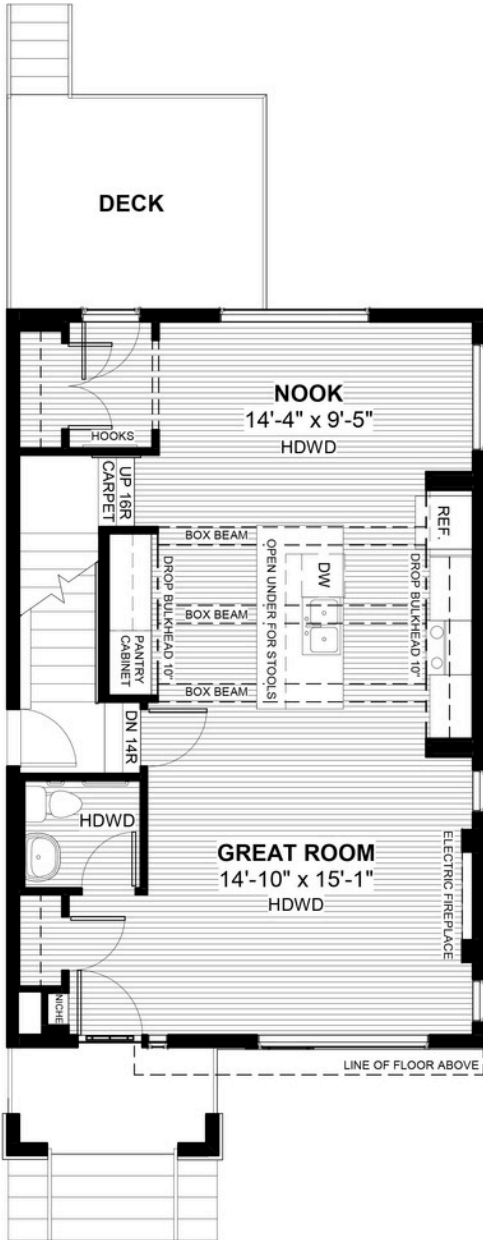 DECK
NOOK
14'-4" x 9'-5"
HDWD
HOOKS
UP 16R
CARPET
REF.
BOX BEAM
OPEN UNDER FOR STOOLS
DW
DROP BULKHEAD 10"
DROP BULKHEAD 10"
BOX BEAM
PANTRY
CABINET
BOX BEAM
DN 14R
HDWD
GREAT ROOM
14'-10" x 15'-1"
HDWD
ELECTRIC FIREPLACE
NICHE
LINE OF FLOOR ABOVE